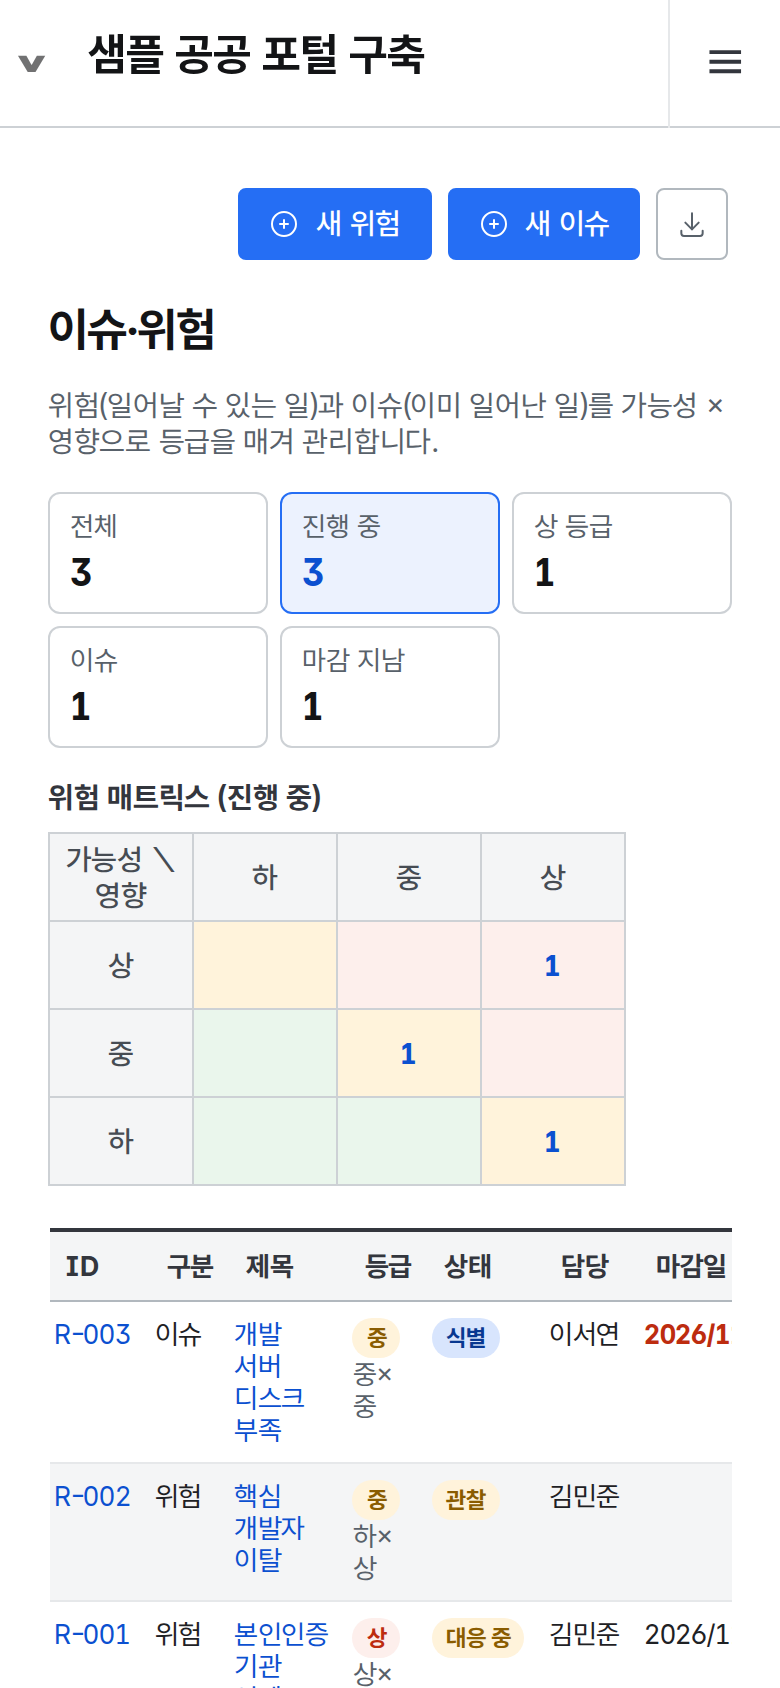 샘플 공공 포털 구축
새 위험
새 이슈
이슈·위험
위험(일어날 수 있는 일)과 이슈(이미 일어난 일)를 가능성 ×
영향으로 등급을 매겨 관리합니다.
전체
3
진행 중
3
상 등급
1
이슈
1
마감 지남
1
위험 매트릭스 (진행 중)
가능성 \
영향
하
중
상
상
1
중
1
하
1
ID 구분 제목 등급 상태 담당 마감일
R-003 이슈 개발 중 식별 이서연 2026/1
서버 중×
디스크 중
부족
R-002 위험 핵심 중 관찰 김민준
개발자 하×
이탈 상
R-001 위험 본인인증 상 대응 중 김민준 2026/1
기관 상×